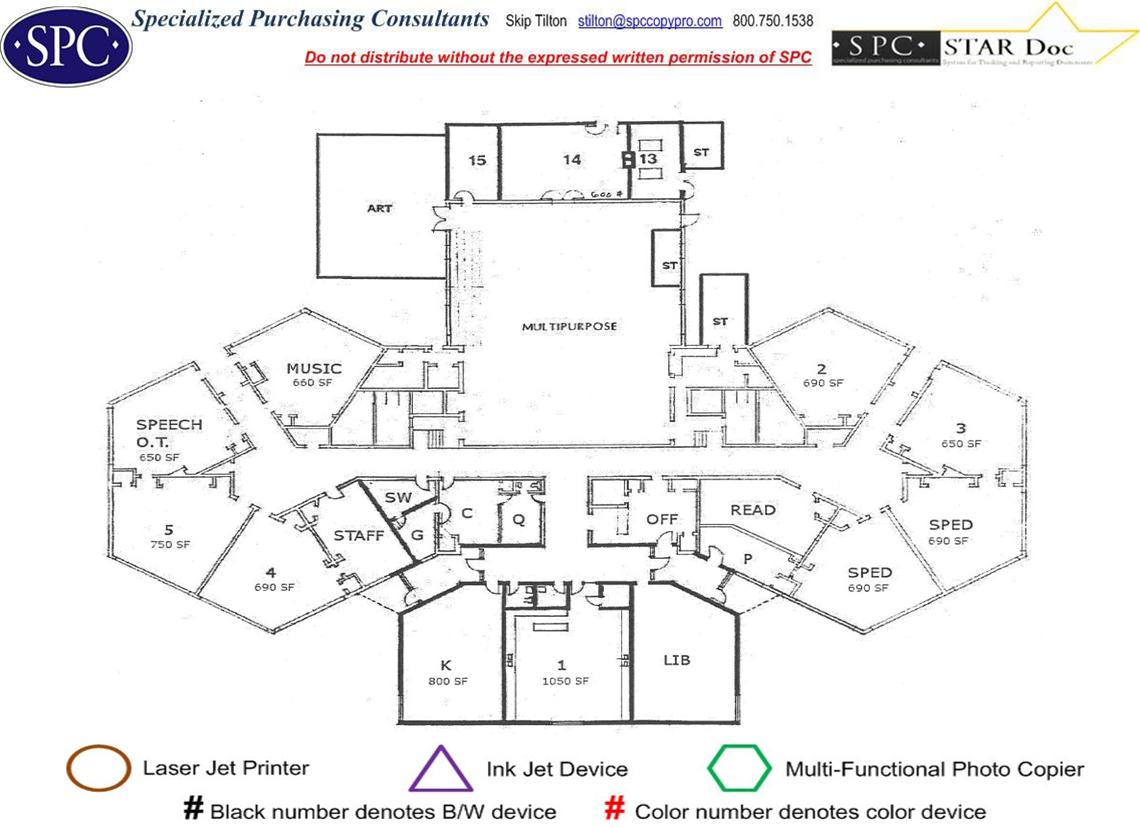 Specialized Purchasing Consultants Skip Tilton stilton@spccopypro.com 800.750.1538
·SPC·
Do not distribute without the expressed written permission of SPC
·SPC· STAR Doc
specialized purchasing consultants System for Tracking and Reporting Documents
15
14
13
ST
600 #
ART
ST
MULTIPURPOSE
ST
MUSIC
660 SF
2
690 SF
SPEECH
O.T.
650 SF
3
650 SF
SW
C
Q
G
OFF
READ
STAFF
P
5
750 SF
4
690 SF
SPED
690 SF
SPED
690 SF
K
800 SF
1
1050 SF
LIB
Laser Jet Printer
Ink Jet Device
Multi-Functional Photo Copier
# Black number denotes B/W device
# Color number denotes color device